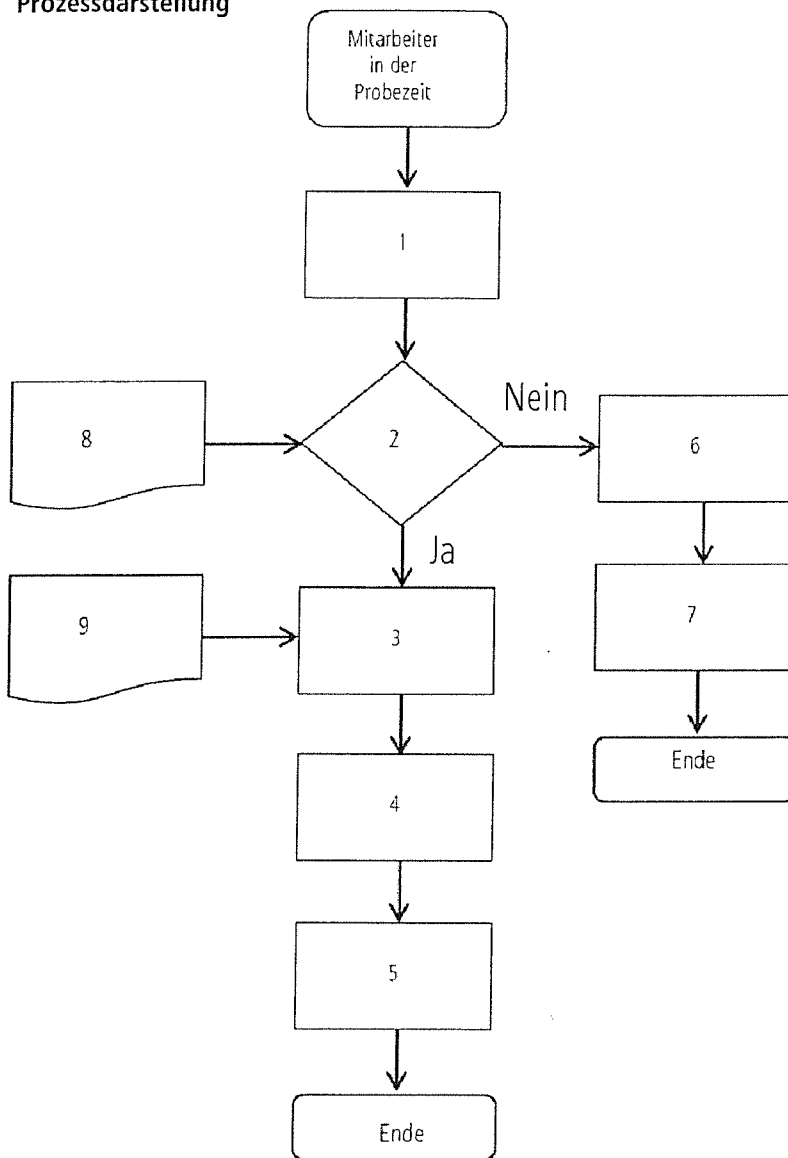 Prozessdarstellung
Mitarbeiter
in der
Probezeit
1
8
2
Nein
6
Ja
9
3
7
4
Ende
5
Ende